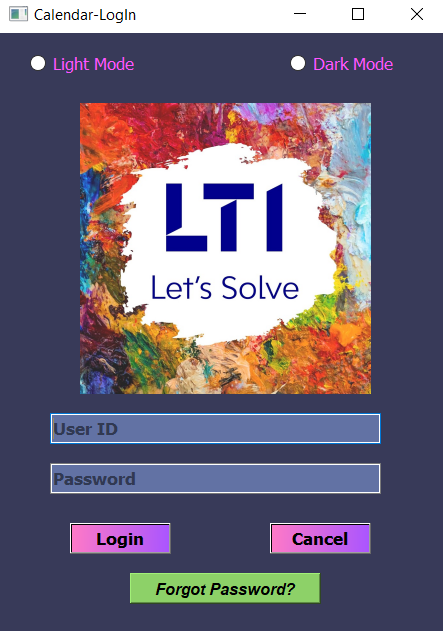 Calendar-LogIn
Light Mode
Dark Mode
LTI
Let's Solve
User ID
Password
Login
Cancel
Forgot Password?